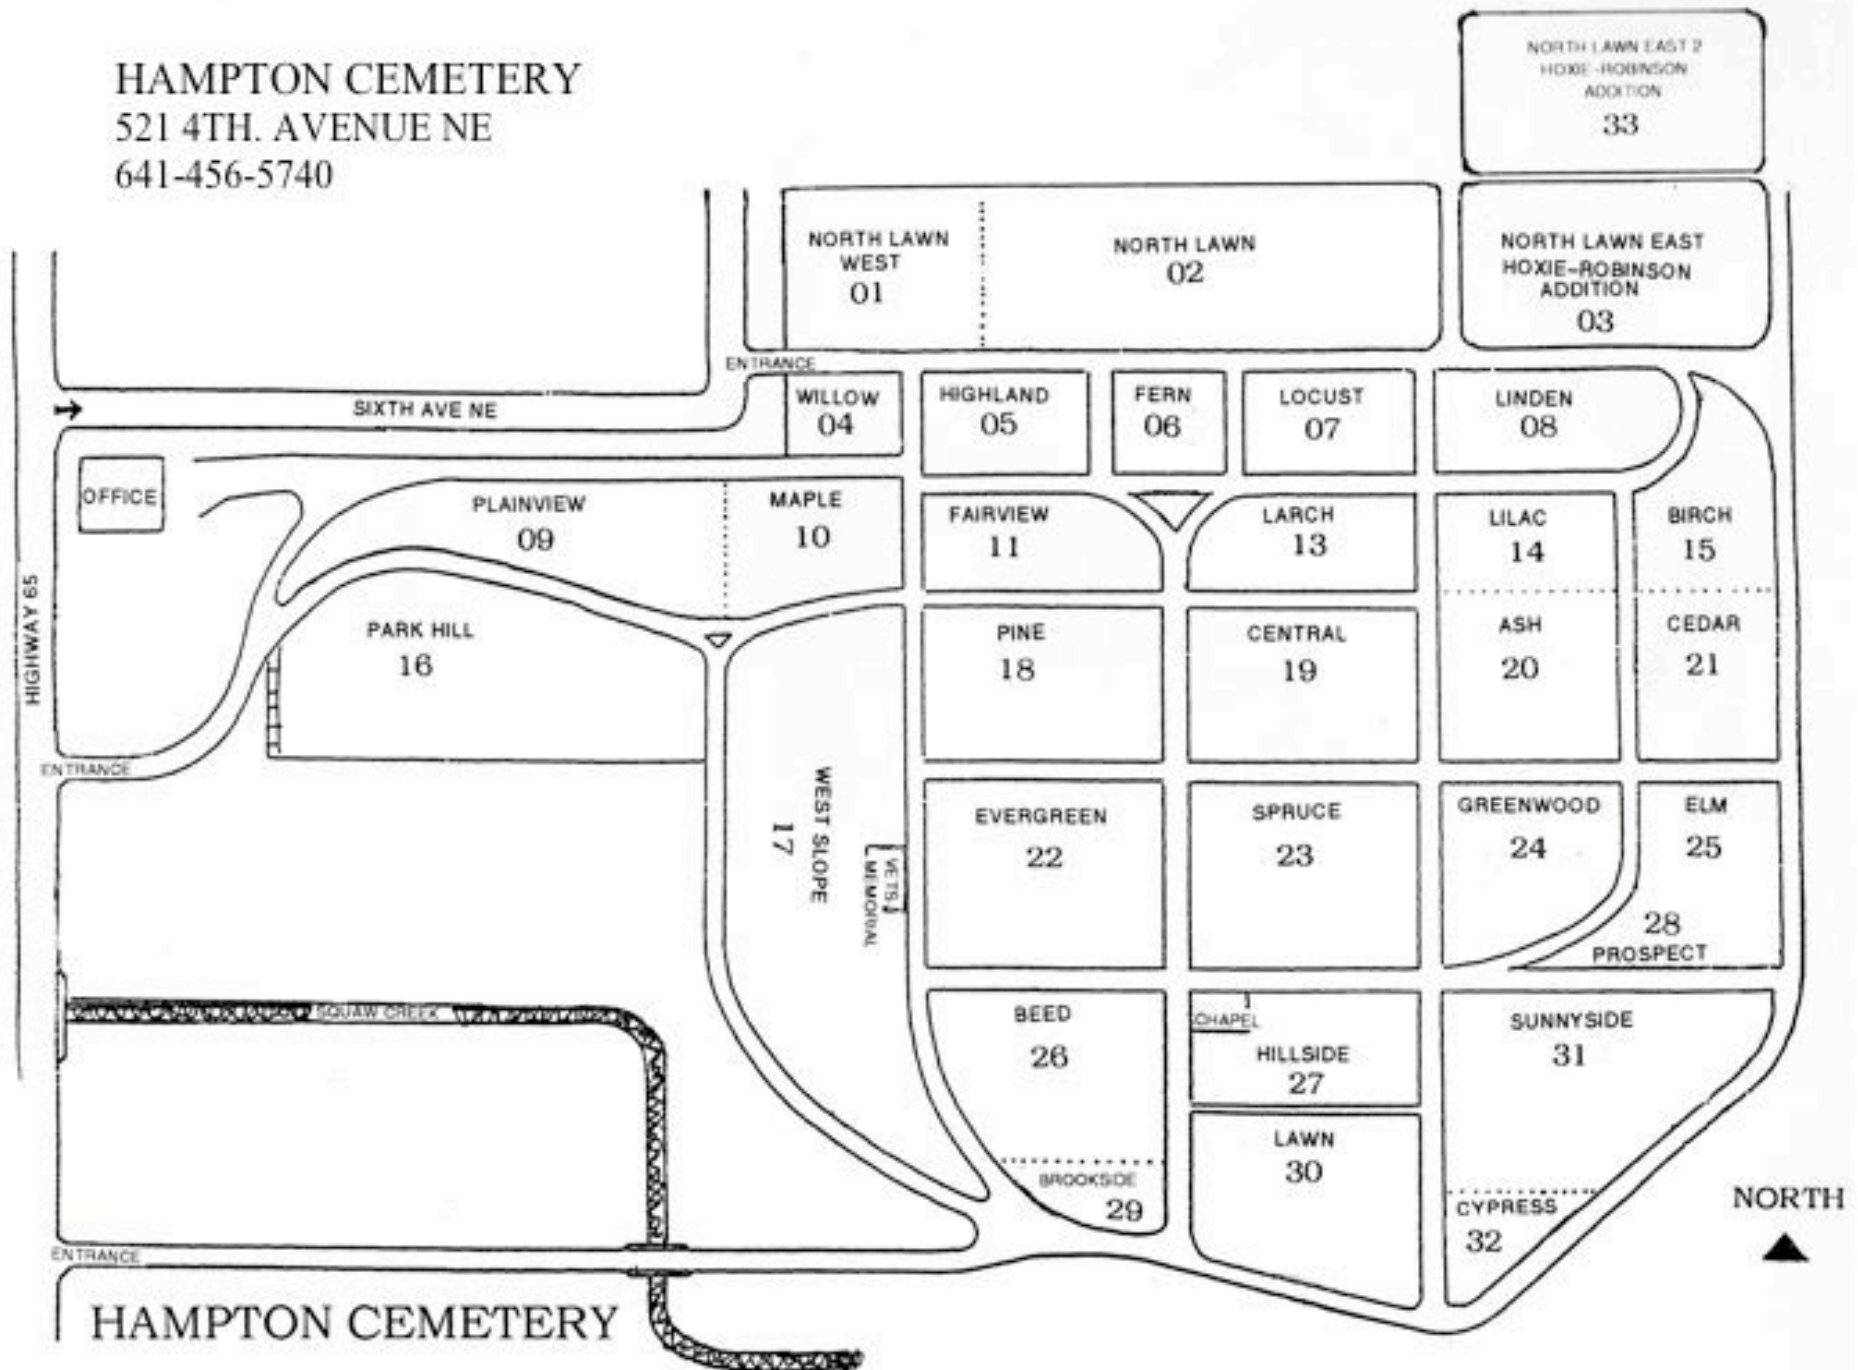 HAMPTON CEMETERY
521 4TH. AVENUE NE
641-456-5740
NORTH LAWN EAST 2
HOXIE-ROBINSON
ADDITION
33
NORTH LAWN
WEST
01
NORTH LAWN
02
NORTH LAWN EAST
HOXIE-ROBINSON
ADDITION
03
ENTRANCE
SIXTH AVE NE
WILLOW
04
HIGHLAND
05
FERN
06
LOCUST
07
LINDEN
08
OFFICE
PLAINVIEW
09
MAPLE
10
FAIRVIEW
11
LARCH
13
LILAC
14
BIRCH
15
HIGHWAY 65
PARK HILL
16
PINE
18
CENTRAL
19
ASH
20
CEDAR
21
ENTRANCE
WEST SLOPE
17
VETS
MEMORIAL
EVERGREEN
22
SPRUCE
23
GREENWOOD
24
ELM
25
28
PROSPECT
SQUAW CREEK
BEED
26
CHAPEL
HILLSIDE
27
SUNNYSIDE
31
LAWN
30
BROOKSIDE
29
CYPRESS
32
NORTH
ENTRANCE
HAMPTON CEMETERY